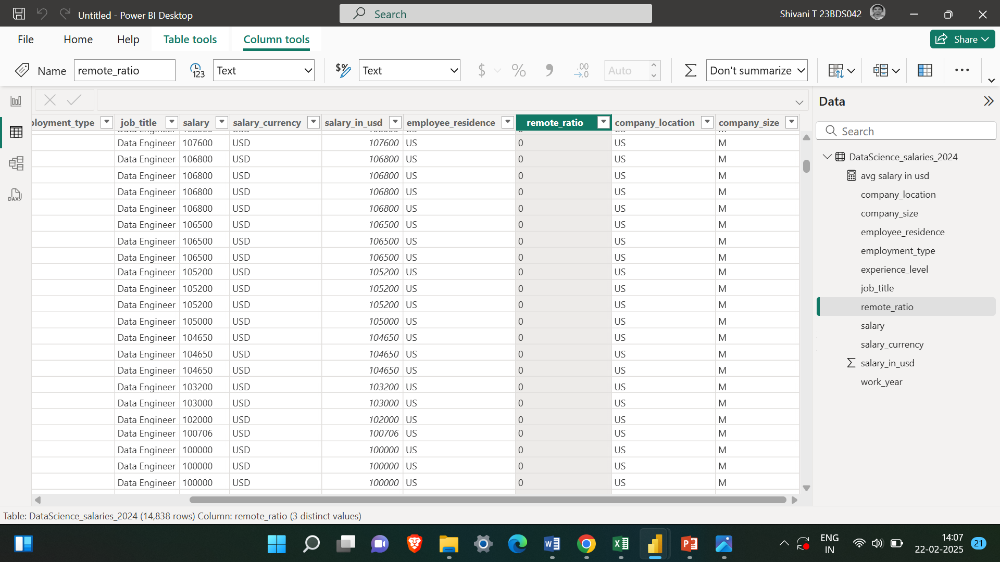 Untitled - Power BI Desktop
Search
Shivani T 23BDS042
File Home Help Table tools Column tools
Share
Name remote_ratio
Text
Text
$ % Auto
Don't summarize
ployment_type job_title salary salary_currency salary_in_usd employee_residence remote_ratio company_location company_size
Data Engineer 107600 USD 107600 US 0 US M
Data Engineer 106800 USD 106800 US 0 US M
Data Engineer 106800 USD 106800 US 0 US M
Data Engineer 106800 USD 106800 US 0 US M
Data Engineer 106800 USD 106800 US 0 US M
Data Engineer 106500 USD 106500 US 0 US M
Data Engineer 106500 USD 106500 US 0 US M
Data Engineer 106500 USD 106500 US 0 US M
Data Engineer 105200 USD 105200 US 0 US M
Data Engineer 105200 USD 105200 US 0 US M
Data Engineer 105200 USD 105200 US 0 US M
Data Engineer 105000 USD 105000 US 0 US M
Data Engineer 104650 USD 104650 US 0 US M
Data Engineer 104650 USD 104650 US 0 US M
Data Engineer 104650 USD 104650 US 0 US M
Data Engineer 103200 USD 103200 US 0 US M
Data Engineer 103000 USD 103000 US 0 US M
Data Engineer 102000 USD 102000 US 0 US M
Data Engineer 100706 USD 100706 US 0 US M
Data Engineer 100000 USD 100000 US 0 US M
Data Engineer 100000 USD 100000 US 0 US M
Data Engineer 100000 USD 100000 US 0 US M
Data
Search
DataScience_salaries_2024
avg salary in usd
company_location
company_size
employee_residence
employment_type
experience_level
job_title
remote_ratio
salary
salary_currency
salary_in_usd
work_year
Table: DataScience_salaries_2024 (14,838 rows) Column: remote_ratio (3 distinct values)
ENG
IN
14:07
22-02-2025
21